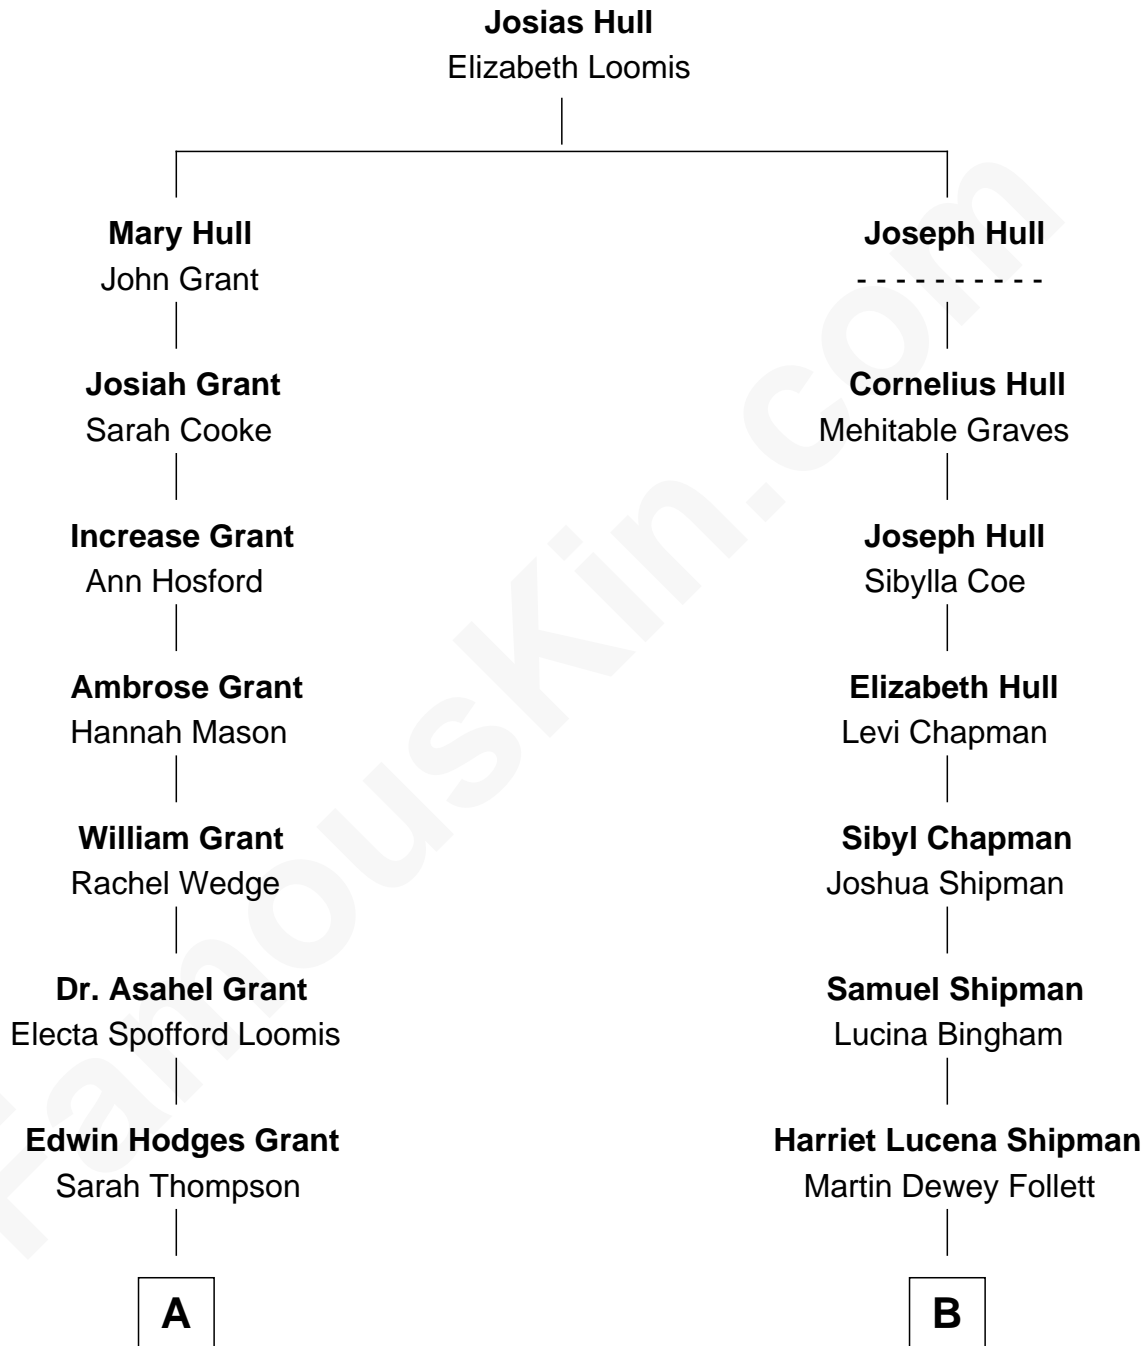 Josias Hull
Elizabeth Loomis
Mary Hull
John Grant
Joseph Hull
- - - - - - - - - -
Josiah Grant
Sarah Cooke
Cornelius Hull
Mehitable Graves
Increase Grant
Ann Hosford
Joseph Hull
Sibylla Coe
Ambrose Grant
Hannah Mason
Elizabeth Hull
Levi Chapman
William Grant
Rachel Wedge
Sibyl Chapman
Joshua Shipman
Dr. Asahel Grant
Electa Spofford Loomis
Samuel Shipman
Lucina Bingham
Edwin Hodges Grant
Sarah Thompson
Harriet Lucena Shipman
Martin Dewey Follett
A
B
FamousKin.com